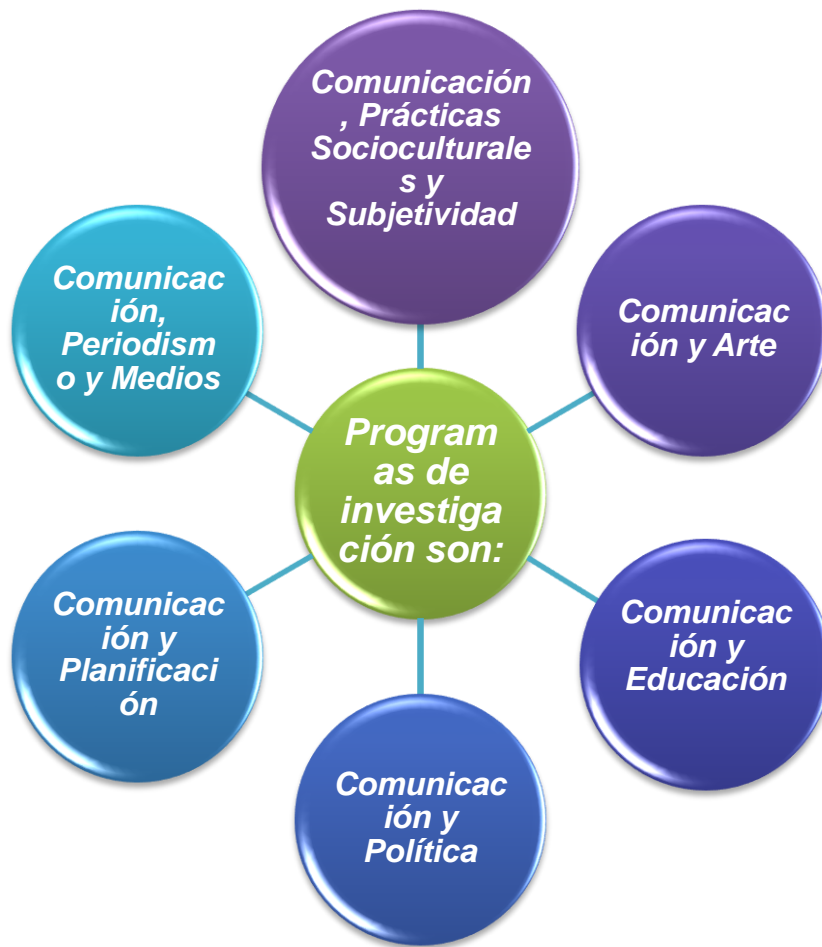 Comunicación
, Prácticas
Socioculturale
s y
Subjetividad
Comunicac
ión y Arte
Comunicac
ión y
Educación
Comunicac
ión y
Política
Comunicac
ión y
Planificaci
ón
Comunicac
ión,
Periodism
o y Medios
Program
as de
investiga
ción son: